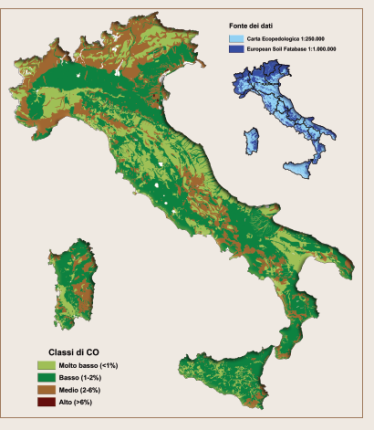 Fonte dei dati
Carta Ecopedologica 1:250.000
European Soil Fatabase 1:1.000.000
Classi di CO
Molto basso (<1%)
Basso (1-2%)
Medio (2-6%)
Alto (>6%)